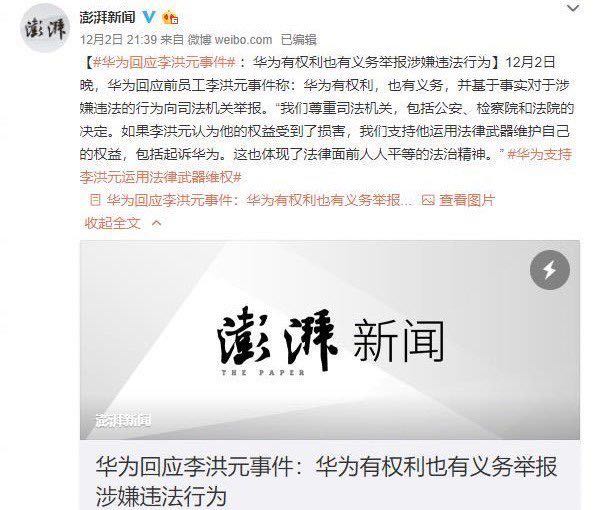 澎湃
澎湃新闻
12月2日 21:39 来自 微博 weibo.com 已编辑
【#华为回应李洪元事件#：华为有权利也有义务举报涉嫌违法行为】12月2日
晚，华为回应前员工李洪元事件称：华为有权利，也有义务，并基于事实对于涉
嫌违法的行为向司法机关举报。“我们尊重司法机关，包括公安、检察院和法院的
决定。如果李洪元认为他的权益受到了损害，我们支持他运用法律武器维护自己
的权益，包括起诉华为。这也体现了法律面前人人平等的法治精神。” #华为支持
李洪元运用法律武器维权#
华为回应李洪元事件：华为有权利也有义务举报... 查看图片
收起全文
澎湃新闻
THE PAPER
澎湃新闻
华为回应李洪元事件：华为有权利也有义务举报
涉嫌违法行为